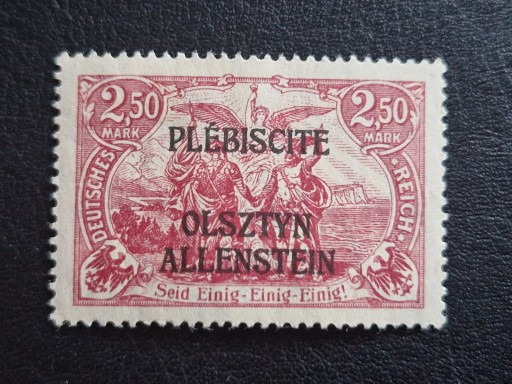 2,50 2,50
MARK MARK
PLÉBISCITE
DEUTSCHES REICH
OLSZTYN
ALLENSTEIN
Seid Einig-Einig-Einig!